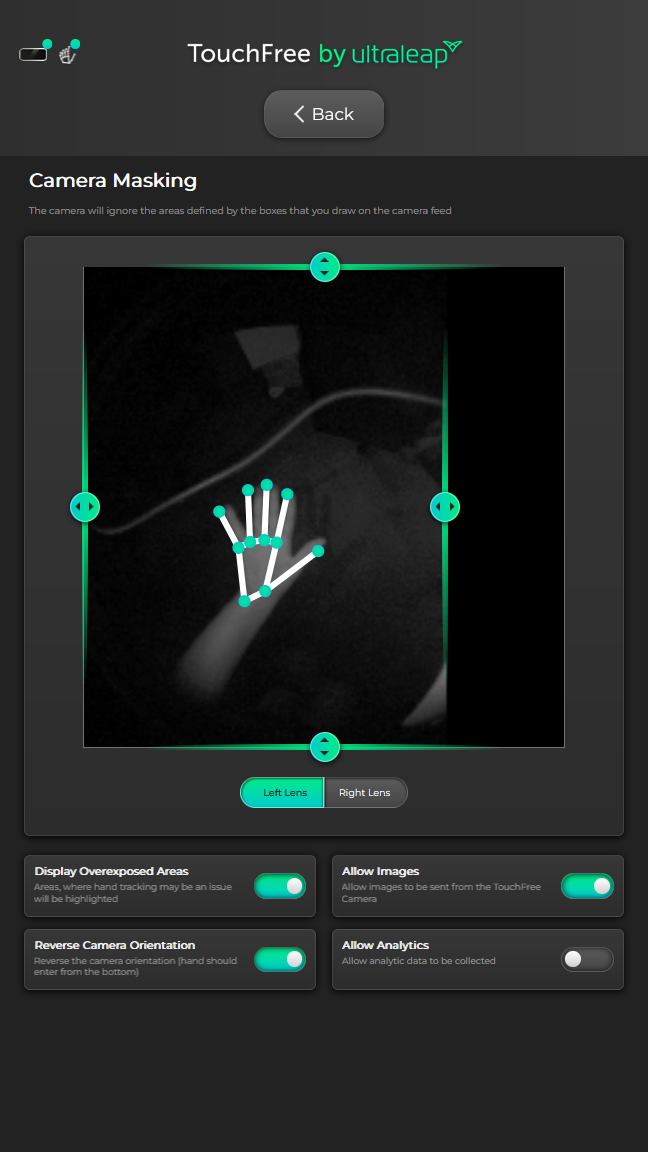 TouchFree by ultraleap
Back
Camera Masking
The camera will ignore the areas defined by the boxes that you draw on the camera feed
Left Lens
Right Lens
Display Overexposed Areas
Areas, where hand tracking may be an issue
will be highlighted
Allow Images
Allow images to be sent from the TouchFree
Camera
Reverse Camera Orientation
Reverse the camera orientation (hand should
enter from the bottom)
Allow Analytics
Allow analytic data to be collected